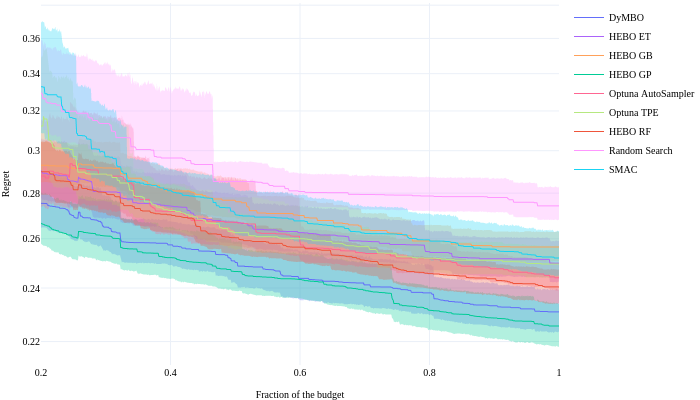 0.36
0.34
0.32
0.3
0.28
0.26
0.24
0.22
Regret
0.2 0.4 0.6 0.8 1
Fraction of the budget
DyMBO
HEBO ET
HEBO GB
HEBO GP
Optuna AutoSampler
Optuna TPE
HEBO RF
Random Search
SMAC